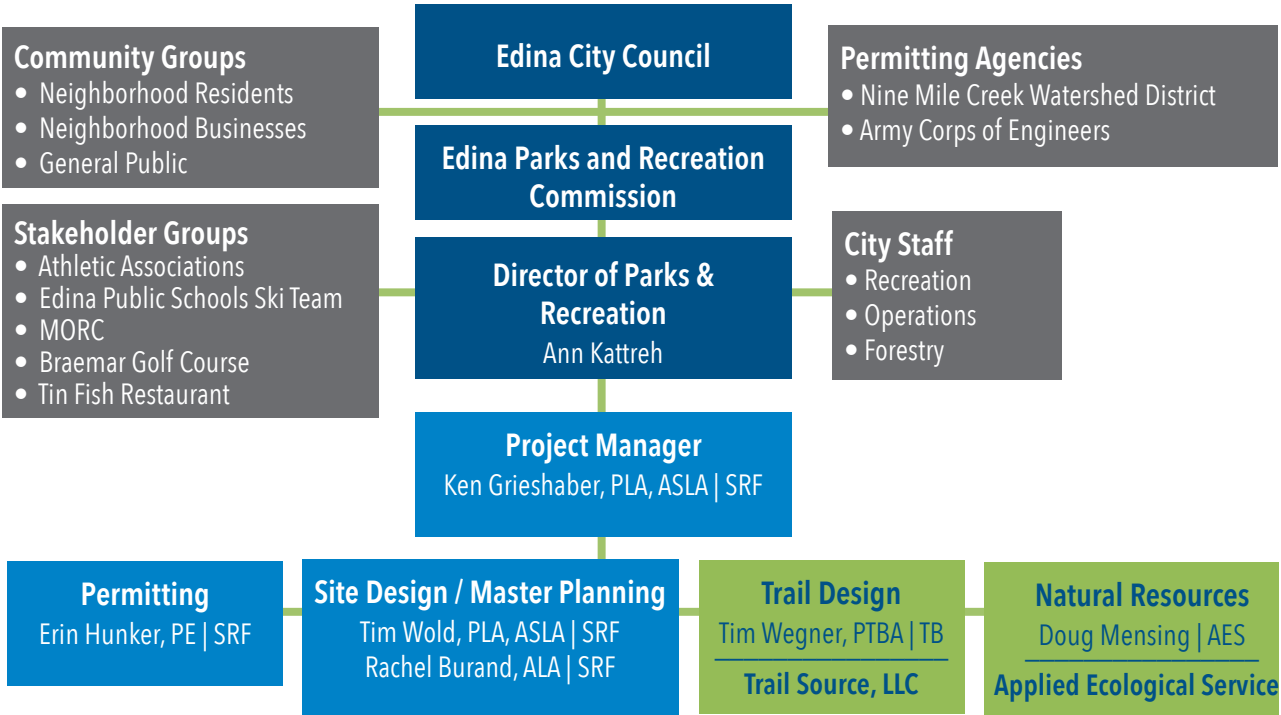 Edina City Council
Community Groups
• Neighborhood Residents
• Neighborhood Businesses
• General Public
Permitting Agencies
• Nine Mile Creek Watershed District
• Army Corps of Engineers
Edina Parks and Recreation
Commission
Stakeholder Groups
• Athletic Associations
• Edina Public Schools Ski Team
• MORC
• Braemar Golf Course
• Tin Fish Restaurant
Director of Parks &
Recreation
Ann Kattreh
City Staff
• Recreation
• Operations
• Forestry
Project Manager
Ken Grieshaber, PLA, ASLA | SRF
Permitting
Erin Hunker, PE | SRF
Site Design / Master Planning
Tim Wold, PLA, ASLA | SRF
Rachel Burand, ALA | SRF
Trail Design
Tim Wegner, PTBA | TB
Trail Source, LLC
Natural Resources
Doug Mensing | AES
Applied Ecological Service